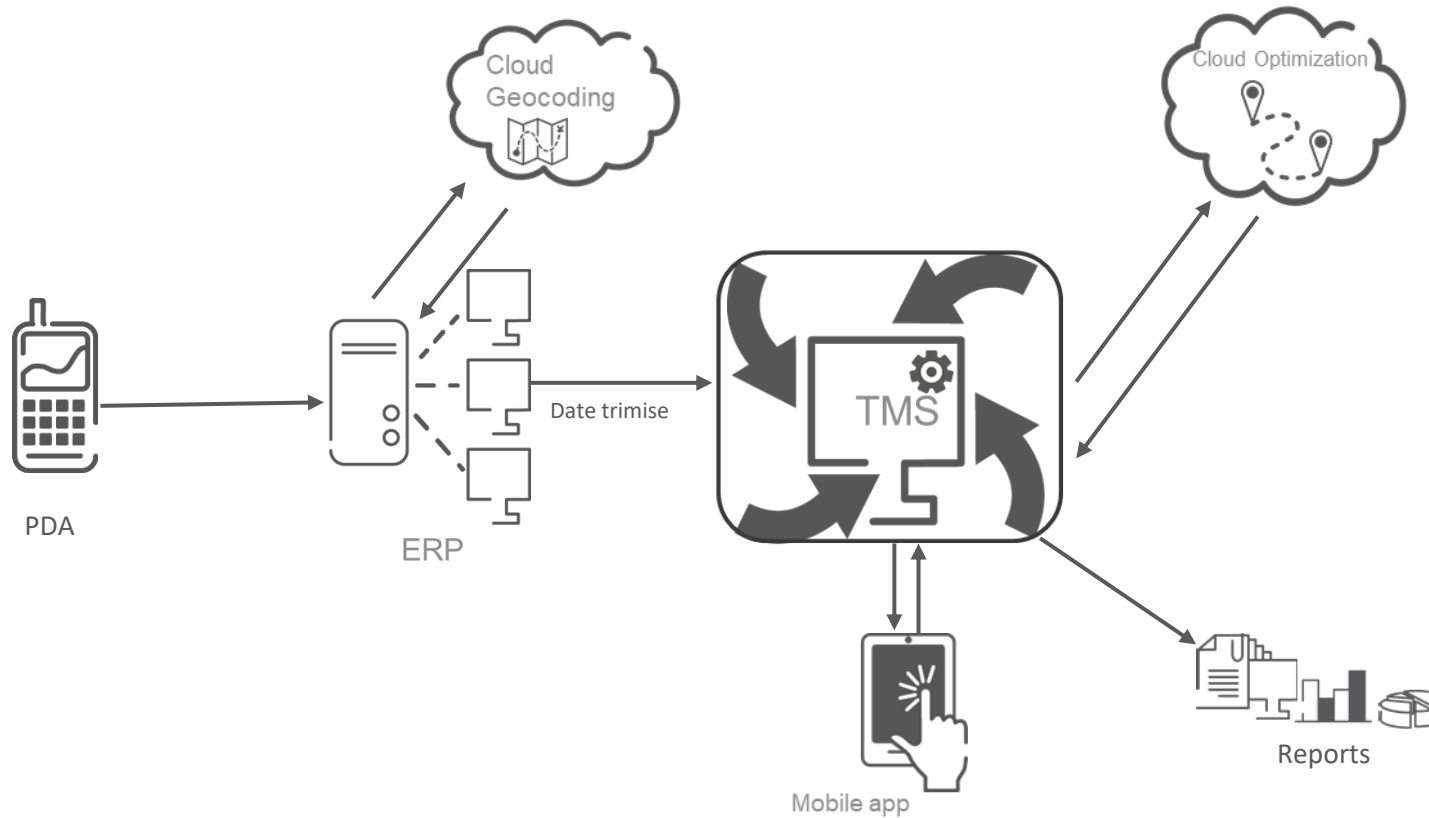 Cloud
Geocoding
Cloud Optimization
TMS
Date trimise
PDA
ERP
Reports
Mobile app